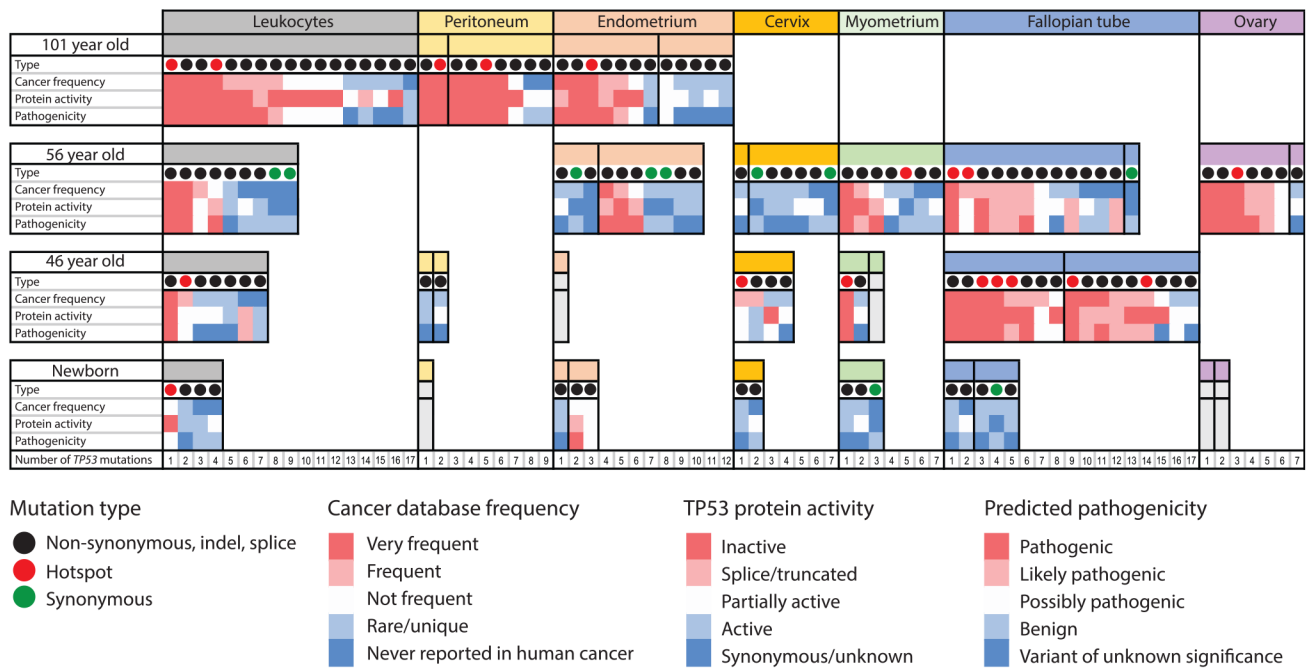 Leukocytes Peritoneum Endometrium Cervix Myometrium Fallopian tube Ovary
101 year old
Type
Cancer frequency
Protein activity
Pathogenicity
56 year old
Type
Cancer frequency
Protein activity
Pathogenicity
46 year old
Type
Cancer frequency
Protein activity
Pathogenicity
Newborn
Type
Cancer frequency
Protein activity
Pathogenicity
Number of TP53 mutations 1 2 3 4 5 6 7 8 9 10 11 12 13 14 15 16 17 1 2 3 4 5 6 7 8 9 1 2 3 4 5 6 7 8 9 10 11 12 1 2 3 4 5 6 7 1 2 3 4 5 6 7 1 2 3 4 5 6 7 8 9 10 11 12 13 14 15 16 17 1 2 3 4 5 6 7
Mutation type
Non-synonymous, indel, splice
Hotspot
Synonymous
Cancer database frequency
Very frequent
Frequent
Not frequent
Rare/unique
Never reported in human cancer
TP53 protein activity
Inactive
Splice/truncated
Partially active
Active
Synonymous/unknown
Predicted pathogenicity
Pathogenic
Likely pathogenic
Possibly pathogenic
Benign
Variant of unknown significance